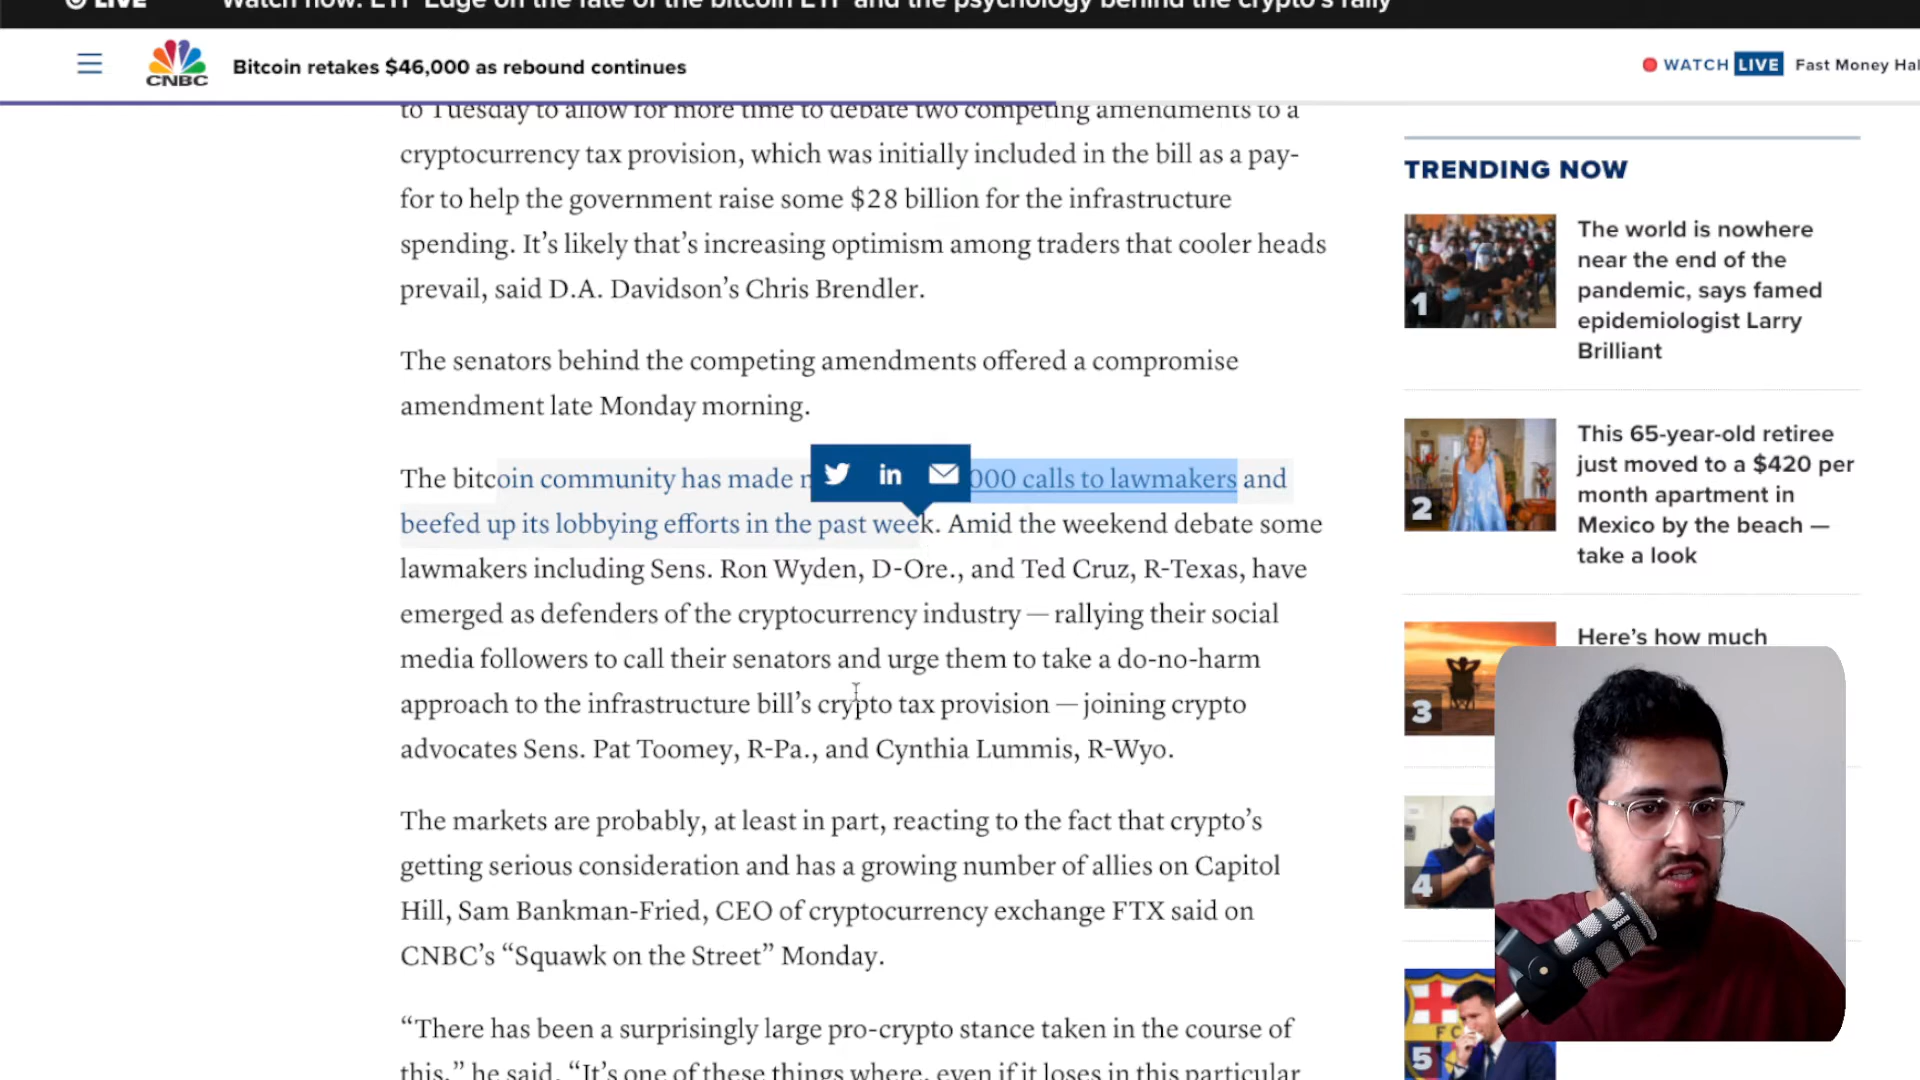 LIVE
Watch now: ETF Edge on the fate of the bitcoin ETF and the psychology behind the crypto's rally
CNBC
Bitcoin retakes $46,000 as rebound continues
WATCH LIVE Fast Money Hal
to Tuesday to allow for more time to debate two competing amendments to a
cryptocurrency tax provision, which was initially included in the bill as a pay-
for to help the government raise some $28 billion for the infrastructure
spending. It’s likely that’s increasing optimism among traders that cooler heads
prevail, said D.A. Davidson’s Chris Brendler.
The senators behind the competing amendments offered a compromise
amendment late Monday morning.
The bitcoin community has made 000 calls to lawmakers and
in
beefed up its lobbying efforts in the past week. Amid the weekend debate some
lawmakers including Sens. Ron Wyden, D-Ore., and Ted Cruz, R-Texas, have
emerged as defenders of the cryptocurrency industry — rallying their social
media followers to call their senators and urge them to take a do-no-harm
approach to the infrastructure bill’s crypto tax provision — joining crypto
advocates Sens. Pat Toomey, R-Pa., and Cynthia Lummis, R-Wyo.
The markets are probably, at least in part, reacting to the fact that crypto’s
getting serious consideration and has a growing number of allies on Capitol
Hill, Sam Bankman-Fried, CEO of cryptocurrency exchange FTX said on
CNBC’s “Squawk on the Street” Monday.
“There has been a surprisingly large pro-crypto stance taken in the course of
this,” he said. “It’s one of these things where, even if it loses in this particular
TRENDING NOW
1
The world is nowhere
near the end of the
pandemic, says famed
epidemiologist Larry
Brilliant
2
This 65-year-old retiree
just moved to a $420 per
month apartment in
Mexico by the beach —
take a look
3
Here’s how much
4
5
FC
RODE